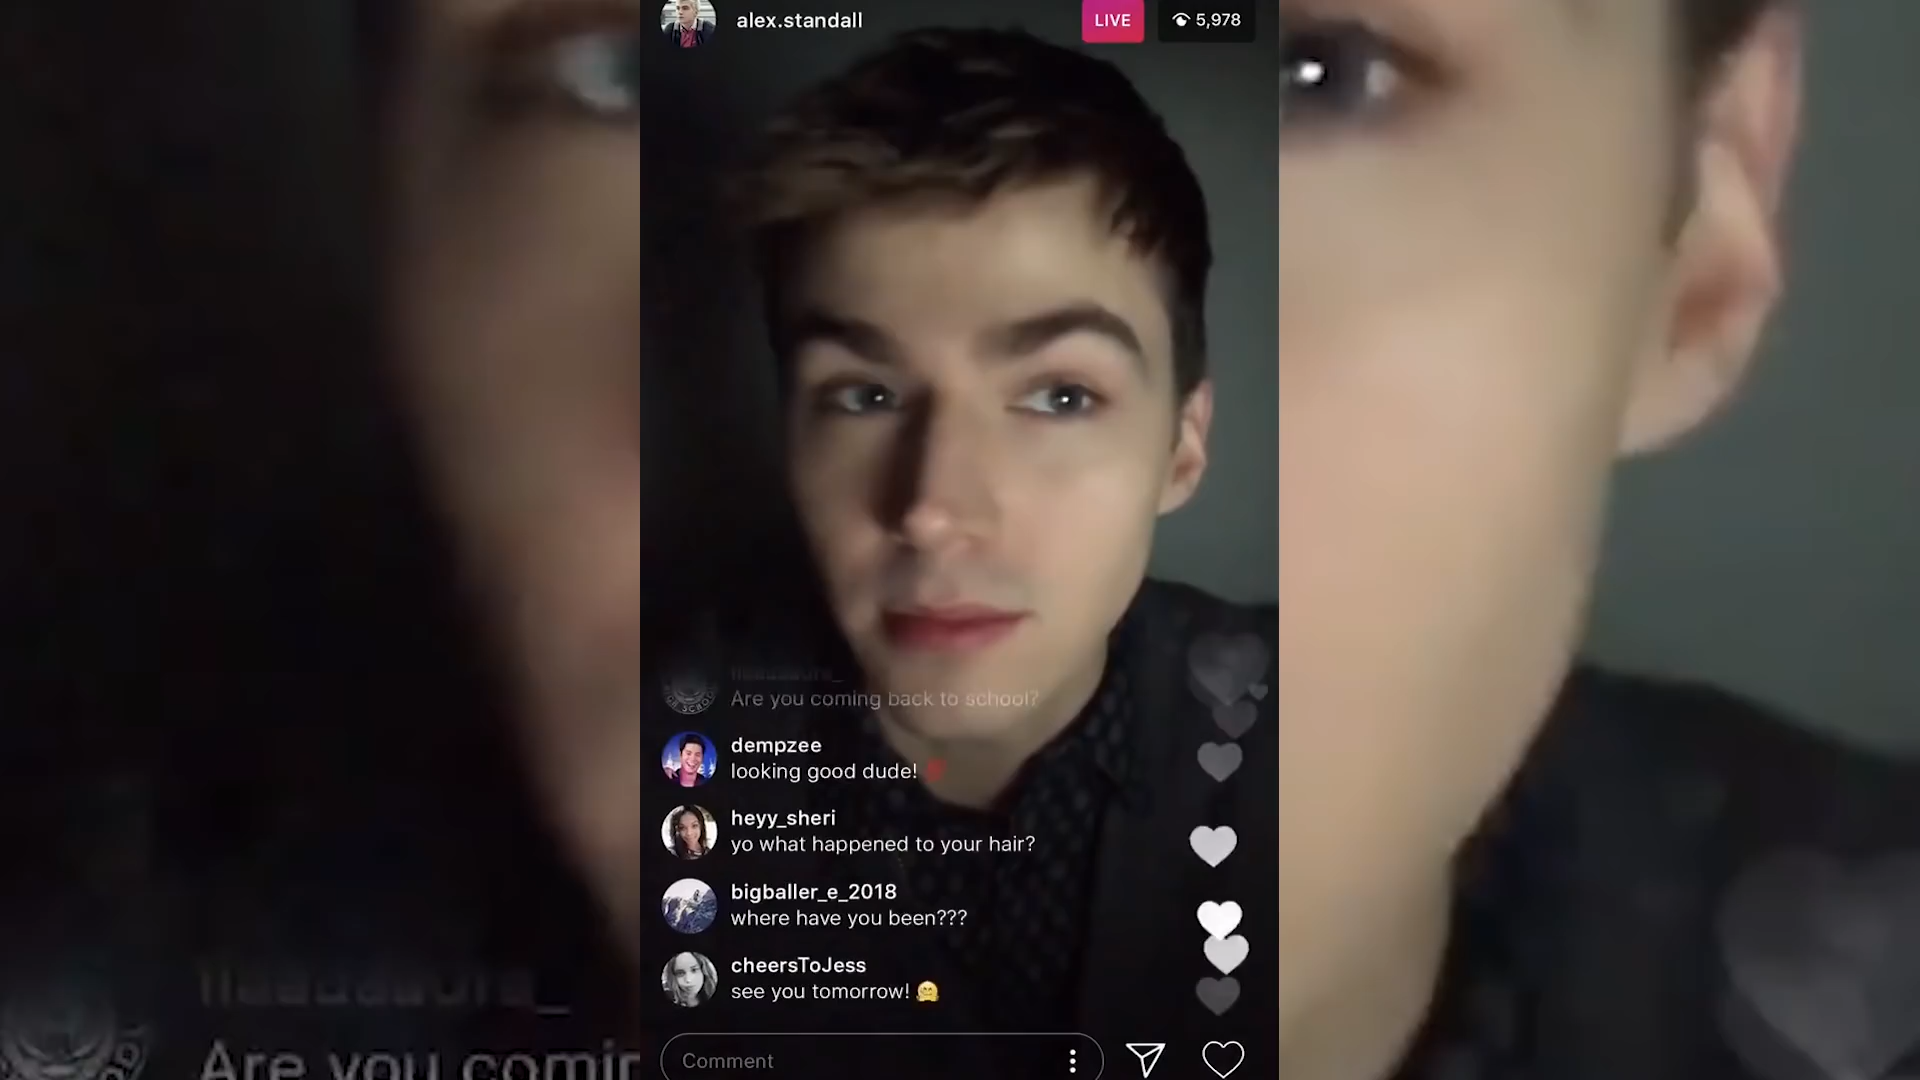 alex.standall
LIVE
5,978
Are you coming back to school?
dempzee
looking good dude!
heyy_sheri
yo what happened to your hair?
bigballer_e_2018
where have you been???
cheersToJess
see you tomorrow! 🤗
Comment
Are you comin